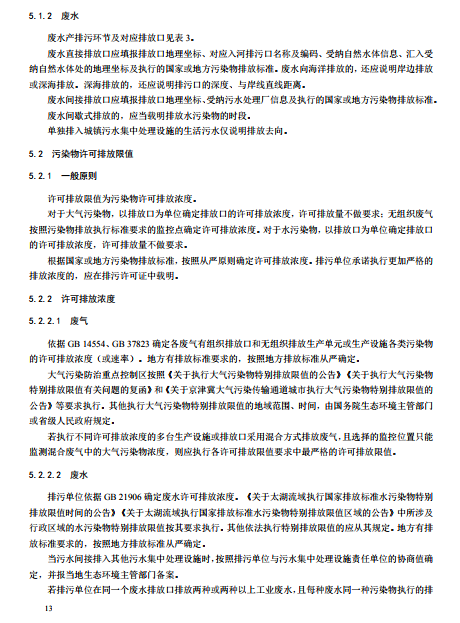 5.1.2 废水
废水产排污环节及对应排放口见表 3。
废水直接排放口应填报排放口地理坐标、对应入河排污口名称及编码、受纳自然水体信息、汇入受
纳自然水体处的地理坐标及执行的国家或地方污染物排放标准。废水向海洋排放的，还应说明岸边排放
或深海排放。深海排放的，还应说明排污口的深度、与岸线直线距离。
废水间接排放口应填报排放口地理坐标、受纳污水处理厂信息及执行的国家或地方污染物排放标准。
废水间歇式排放的，应当载明排放水污染物的时段。
单独排入城镇污水集中处理设施的生活污水仅说明排放去向。
5.2 污染物许可排放限值
5.2.1 一般原则
许可排放限值为污染物许可排放浓度。
对于大气污染物，以排放口为单位确定排放口的许可排放浓度，许可排放量不做要求；无组织废气
按照污染物排放执行标准要求的监控点确定许可排放浓度。对于水污染物，以排放口为单位确定排放口
的许可排放浓度，许可排放量不做要求。
根据国家或地方污染物排放标准，按照从严原则确定许可排放浓度。排污单位承诺执行更加严格的
排放浓度的，应在排污许可证中载明。
5.2.2 许可排放浓度
5.2.2.1 废气
依据 GB 14554、GB 37823 确定各废气有组织排放口和无组织排放生产单元或生产设施各类污染物
的许可排放浓度（或速率）。地方有排放标准要求的，按照地方排放标准从严确定。
大气污染防治重点控制区按照《关于执行大气污染物特别排放限值的公告》《关于执行大气污染物
特别排放限值有关问题的复函》和《关于京津冀大气污染传输通道城市执行大气污染物特别排放限值的
公告》等要求执行。其他执行大气污染物特别排放限值的地域范围、时间，由国务院生态环境主管部门
或省级人民政府规定。
若执行不同许可排放浓度的多台生产设施或排放口采用混合方式排放废气，且选择的监控位置只能
监测混合废气中的大气污染物浓度，则应执行各许可排放限值要求中最严格的许可排放限值。
5.2.2.2 废水
排污单位依据 GB 21906 确定废水许可排放浓度。《关于太湖流域执行国家排放标准水污染物特别
排放限值时间的公告》《关于太湖流域执行国家排放标准水污染物特别排放限值区域的公告》中所涉及
行政区域的水污染物特别排放限值按其要求执行。其他依法执行特别排放限值的应从其规定。地方有排
放标准要求的，按照地方排放标准从严确定。
当污水间接排入其他污水集中处理设施时，按照排污单位与污水集中处理设施责任单位的协商值确
定，并报当地生态环境主管部门备案。
若排污单位在同一个废水排放口排放两种或两种以上工业废水，且每种废水同一种污染物执行的排
13